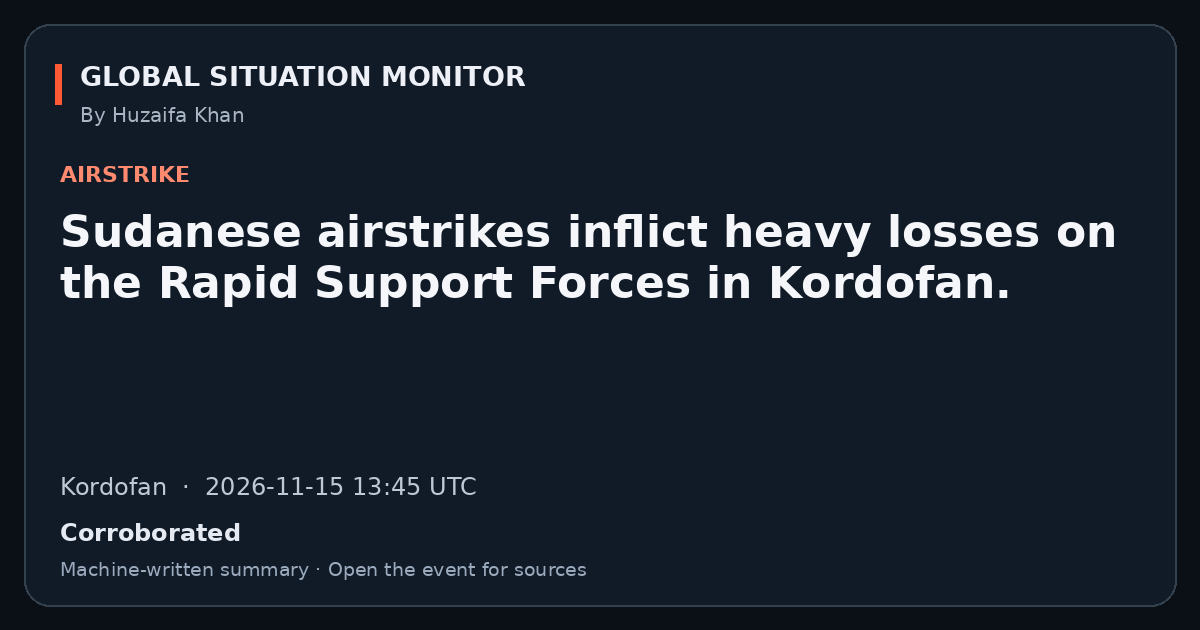 GLOBAL SITUATION MONITOR
By Huzaifa Khan
AIRSTRIKE
Sudanese airstrikes inflict heavy losses on
the Rapid Support Forces in Kordofan.
Kordofan · 2026-11-15 13:45 UTC
Corroborated
Machine-written summary · Open the event for sources